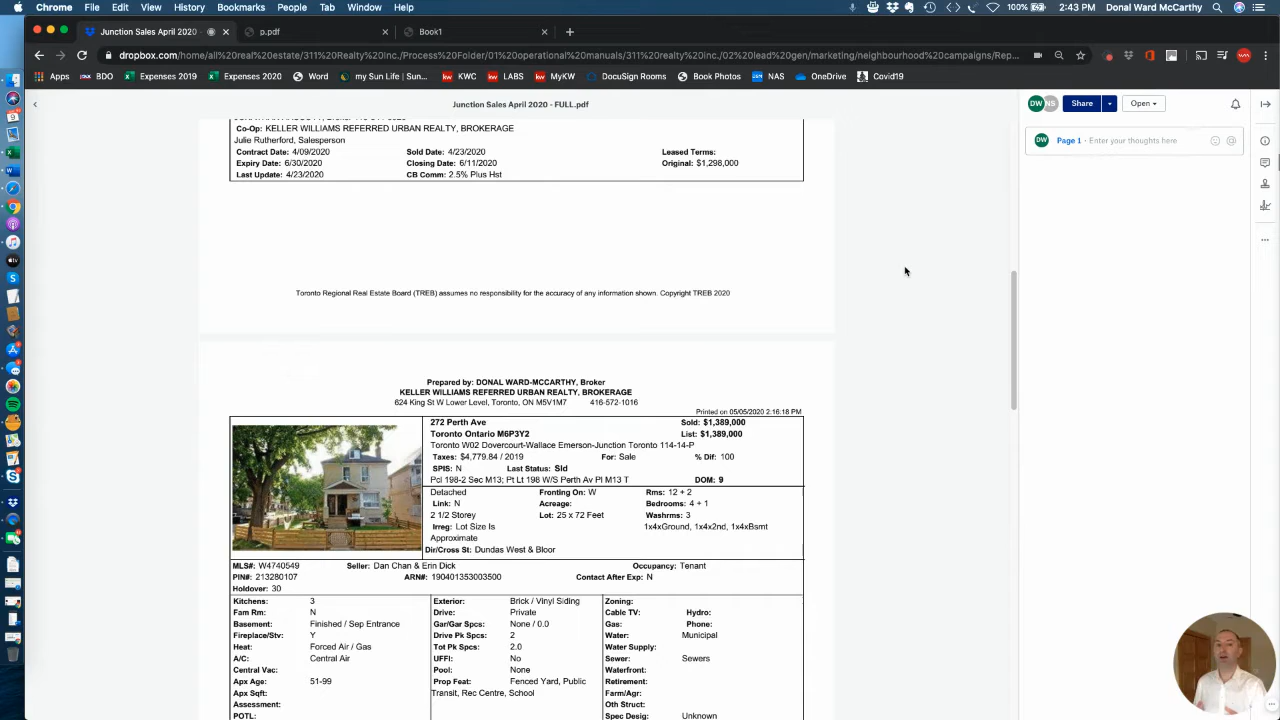 Chrome File Edit View History Bookmarks People Tab Window Help 100% 2:43 PM Donal Ward McCarthy
Junction Sales April 2020 p.pdf Book1
dropbox.com/home/all%20real%20estate/311%20Realty%20Inc./Process%20Folder/01%20operational%20manuals/311%20realty%20inc./02%20lead%20gen/marketing/neighbourhood%20campaigns/Rep...
Apps BDO Expenses 2019 Expenses 2020 Word my Sun Life | Sun... KWC LABS MyKW DocuSign Rooms Book Photos NAS OneDrive Covid19
Junction Sales April 2020 - FULL.pdf
DW NS Share Open
DW Page 1 - Enter your thoughts here
Co-Op: KELLER WILLIAMS REFERRED URBAN REALTY, BROKERAGE
Julie Rutherford, Salesperson
Contract Date: 4/09/2020 Sold Date: 4/23/2020 Leased Terms:
Expiry Date: 6/30/2020 Closing Date: 6/11/2020 Original: $1,298,000
Last Update: 4/23/2020 CB Comm: 2.5% Plus Hst
Toronto Regional Real Estate Board (TREB) assumes no responsibility for the accuracy of any information shown. Copyright TREB 2020
Prepared by: DONAL WARD-MCCARTHY, Broker
KELLER WILLIAMS REFERRED URBAN REALTY, BROKERAGE
624 King St W Lower Level, Toronto, ON M5V1M7 416-572-1016
Printed on 05/05/2020 2:16:18 PM
272 Perth Ave Sold: $1,389,000
Toronto Ontario M6P3Y2 List: $1,389,000
Toronto W02 Dovercourt-Wallace Emerson-Junction Toronto 114-14-P
Taxes: $4,779.84 / 2019 For: Sale % Dif: 100
SPIS: N Last Status: Sld
Pcl 198-2 Sec M13; Pt Lt 198 W/S Perth Av Pl M13 T DOM: 9
Detached Fronting On: W Rms: 12 + 2
Link: N Acreage: Bedrooms: 4 + 1
2 1/2 Storey Lot: 25 x 72 Feet Washrms: 3
Irreg: Lot Size Is 1x4xGround, 1x4x2nd, 1x4xBsmt
Approximate
Dir/Cross St: Dundas West & Bloor
MLS#: W4740549 Seller: Dan Chan & Erin Dick Occupancy: Tenant
PIN#: 213280107 ARN#: 190401353003500 Contact After Exp: N
Holdover: 30
Kitchens: 3 Exterior: Brick / Vinyl Siding Zoning:
Fam Rm: N Drive: Private Cable TV: Hydro:
Basement: Finished / Sep Entrance Gar/Gar Spcs: None / 0.0 Gas: Phone:
Fireplace/Stv: Y Drive Pk Spcs: 2 Water: Municipal
Heat: Forced Air / Gas Tot Pk Spcs: 2.0 Water Supply:
A/C: Central Air UFFI: No Sewer: Sewers
Central Vac: Pool: None Waterfront:
Apx Age: 51-99 Prop Feat: Fenced Yard, Public Retirement:
Apx Sqft: Transit, Rec Centre, School Farm/Agr:
Assessment: Oth Struct:
POTL: Spec Desig: Unknown